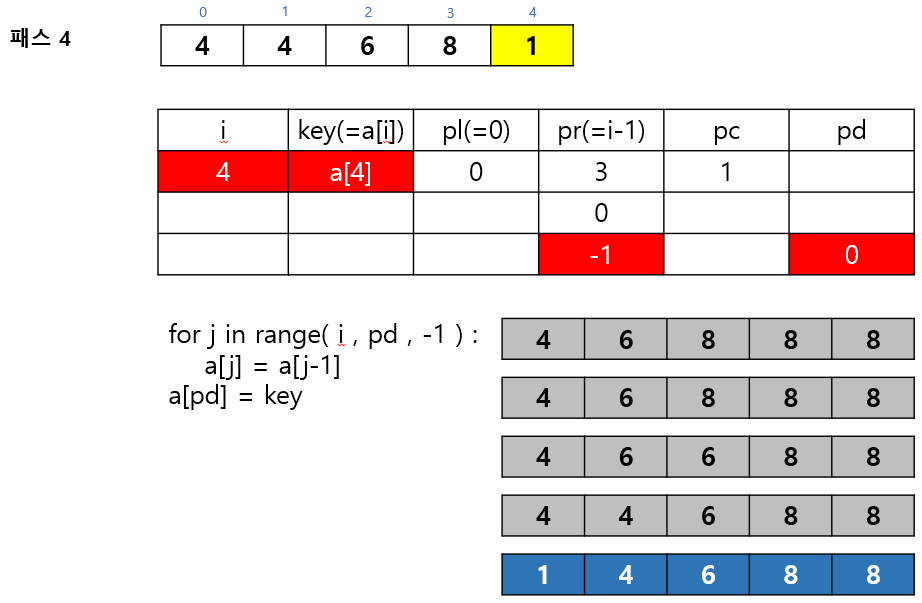 0 1 2 3 4
패스 4 4 4 6 8 1
i key(=a[i]) pl(=0) pr(=i-1) pc pd
4 a[4] 0 3 1
0
-1 0
for j in range( i , pd , -1 ) :
a[j] = a[j-1]
a[pd] = key
4 6 8 8 8
4 6 8 8 8
4 6 6 8 8
4 4 6 8 8
1 4 6 8 8